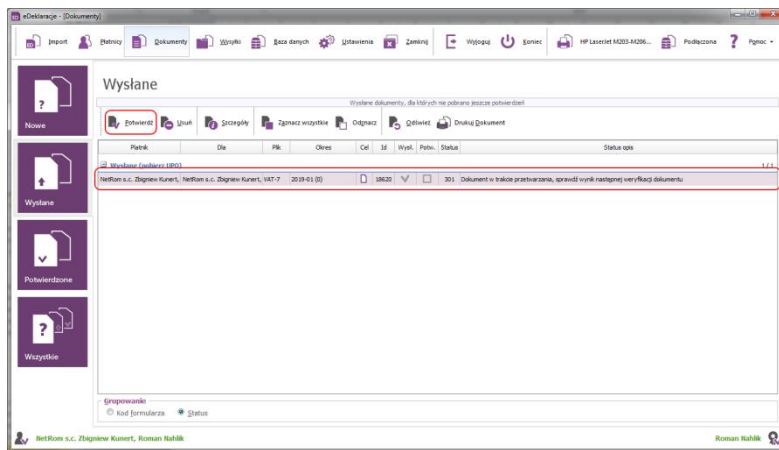 eDeklaracje - [Dokumenty]
Import Płatnicy Dokumenty Wysyłki Baza danych Ustawienia Zamknij Wyloguj Koniec HP LaserJet M203-M206... Podłączona Pomoc
Wysłane
Wysłane dokumenty, dla których nie pobrano jeszcze potwierdzeń
Potwierdź Usuń Szczegóły Zaznacz wszystkie Odznacz Odśwież Drukuj Dokument
Płatnik Dla Plik Okres Cel Id Wysł. Potw. Status Status opis
Wysłane (pobierz UPO) 1/1
NetRom s.c. Zbigniew Kunert, NetRom s.c. Zbigniew Kunert, VAT-7 2019-01 (0) 18620 301 Dokument w trakcie przetwarzania, sprawdź wynik następnej weryfikacji dokumentu
Nowe
Wysłane
Potwierdzone
Wszystkie
Grupowanie
Kod formularza Status
NetRom s.c. Zbigniew Kunert, Roman Nahlik Roman Nahlik